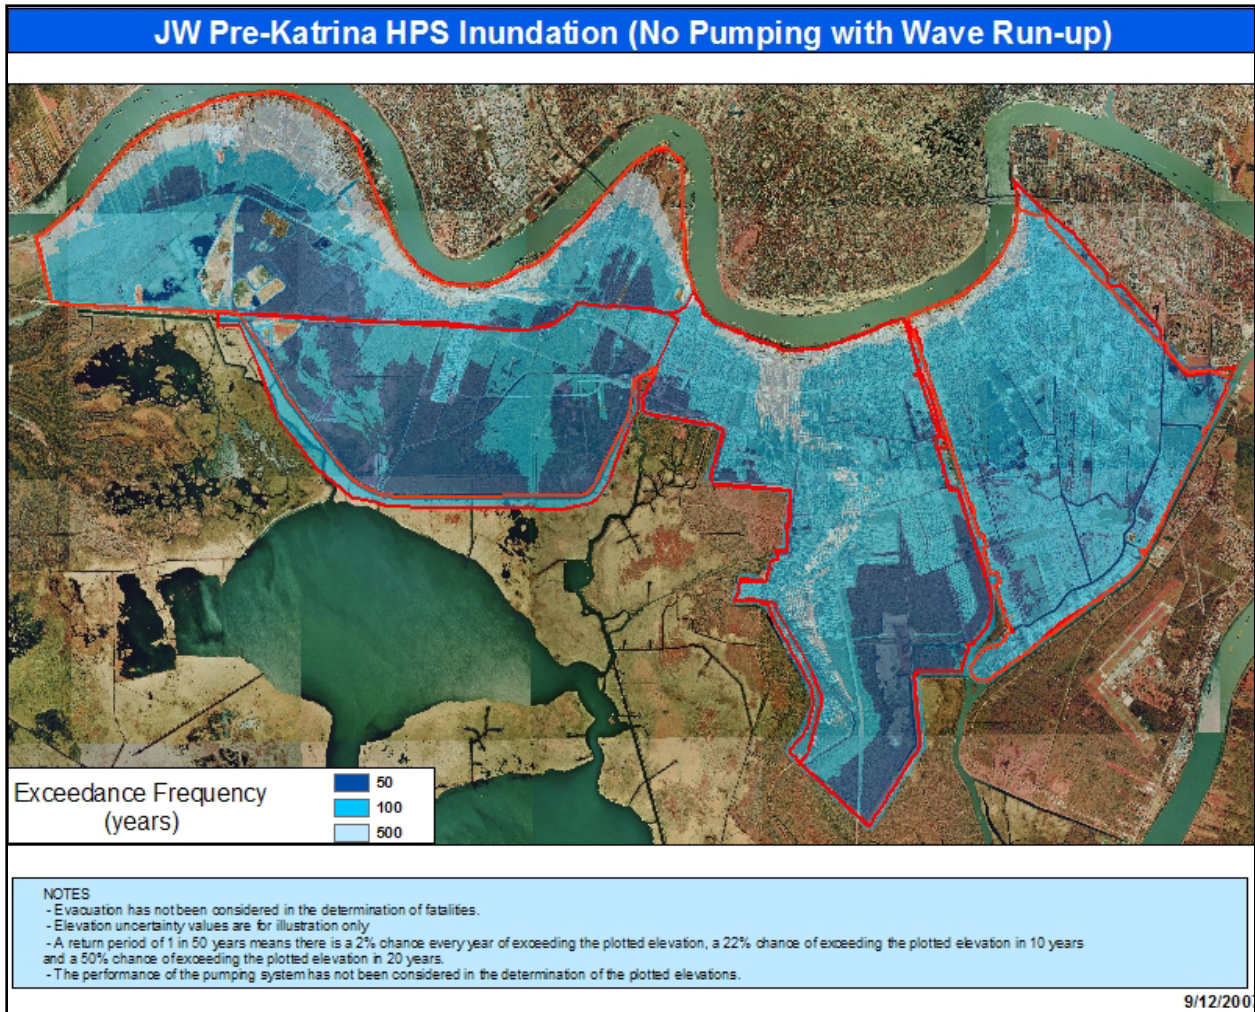 JW Pre-Katrina HPS Inundation (No Pumping with Wave Run-up)
Exceedance Frequency
(years)
50
100
500
NOTES
- Evacuation has not been considered in the determination of fatalities.
- Elevation uncertainty values are for illustration only
- A return period of 1 in 50 years means there is a 2% chance every year of exceeding the plotted elevation, a 22% chance of exceeding the plotted elevation in 10 years
and a 50% chance of exceeding the plotted elevation in 20 years.
- The performance of the pumping system has not been considered in the determination of the plotted elevations.
9/12/2007